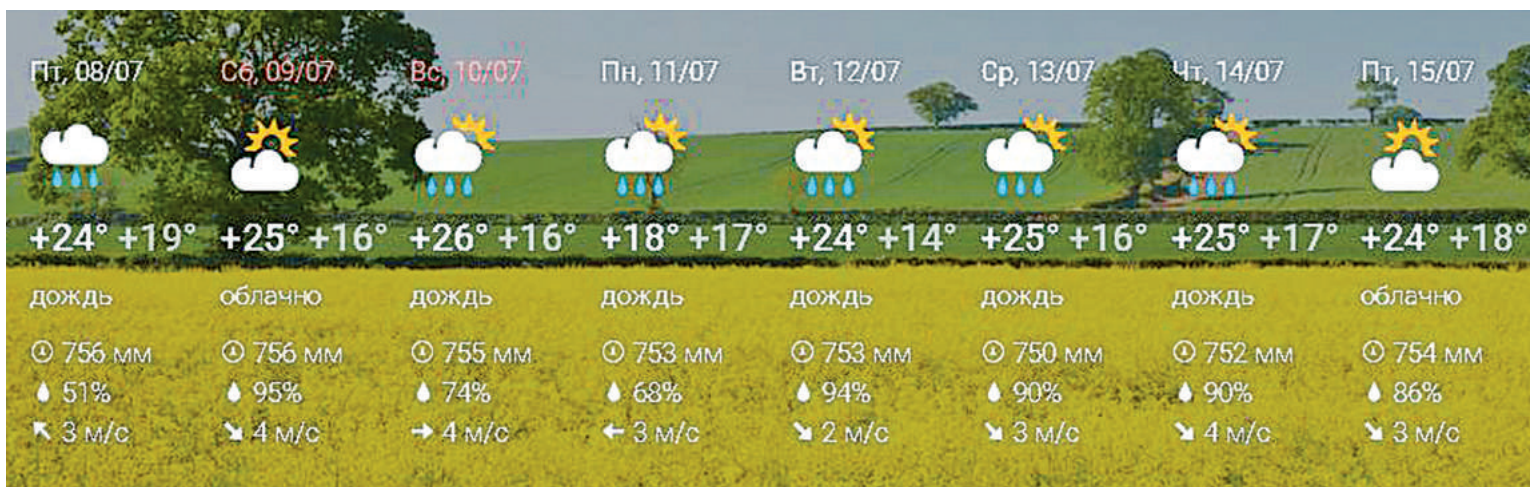 Пт, 08/07 Сб, 09/07 Вс, 10/07 Пн, 11/07 Вт, 12/07 Ср, 13/07 Чт, 14/07 Пт, 15/07
+24° +19° +25° +16° +26° +16° +18° +17° +24° +14° +25° +16° +25° +17° +24° +18°
дождь облачно дождь дождь дождь дождь дождь облачно
756 мм 756 мм 755 мм 753 мм 753 мм 750 мм 752 мм 754 мм
51% 95% 74% 68% 94% 90% 90% 86%
3 м/с 4 м/с 4 м/с 3 м/с 2 м/с 3 м/с 4 м/с 3 м/с